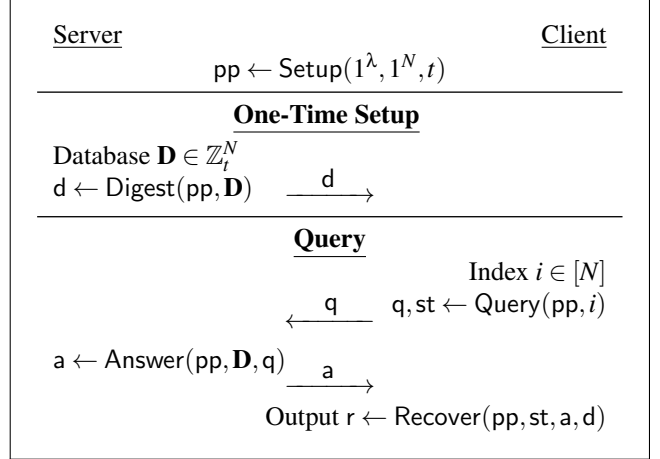 Server Client
pp ← Setup(1^λ, 1^N, t)
One-Time Setup
Database D ∈ ℤ_t^N
d ← Digest(pp, D) d
Query
Index i ∈ [N]
q q, st ← Query(pp, i)
a ← Answer(pp, D, q) a
Output r ← Recover(pp, st, a, d)